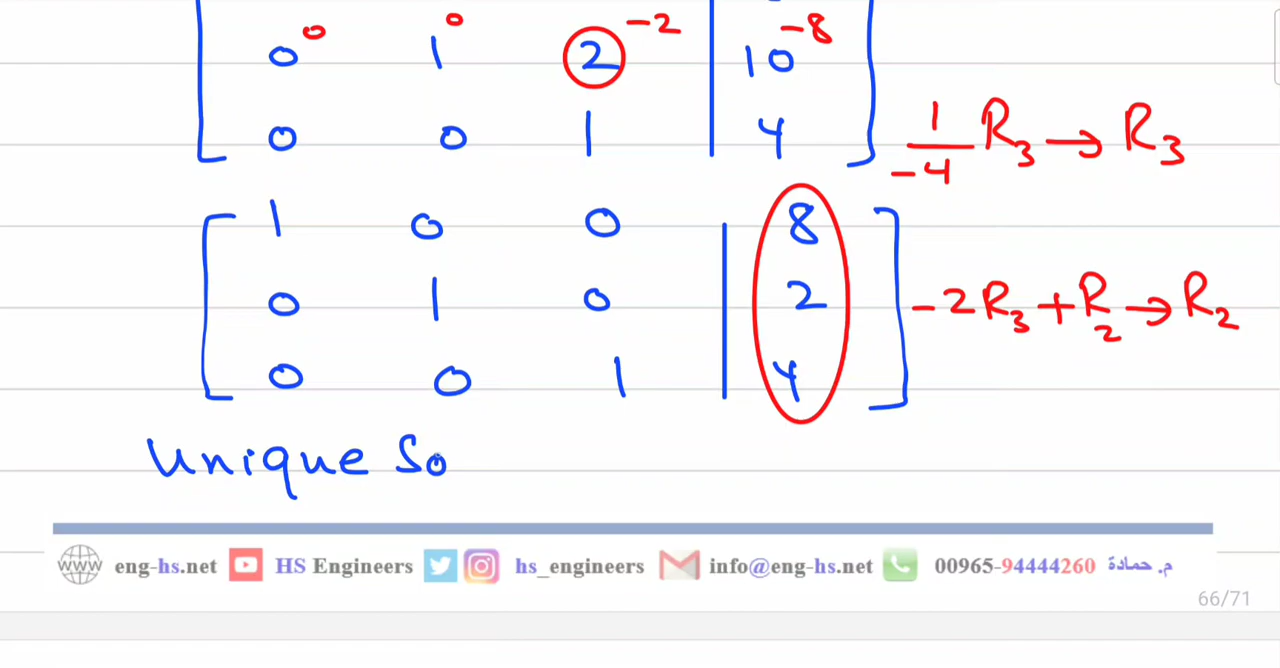 0 0 1 0 2 -2 | 10 -8
0 0 1 | 4 1/-4 R3 → R3
1 0 0 | 8
0 1 0 | 2 -2R3 + R2 → R2
0 0 1 | 4
Unique So
www eng-hs.net HS Engineers hs_engineers info@eng-hs.net 00965-94444260 م. حمادة
66/71